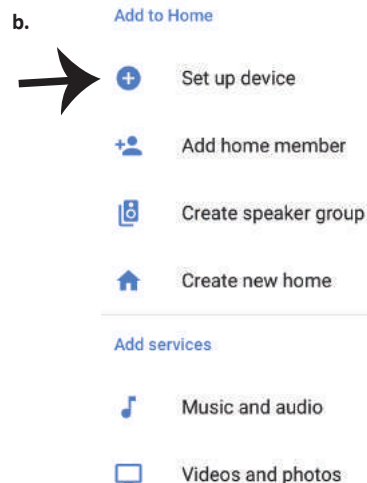 b.
Add to Home
Set up device
Add home member
Create speaker group
Create new home
Add services
Music and audio
Videos and photos